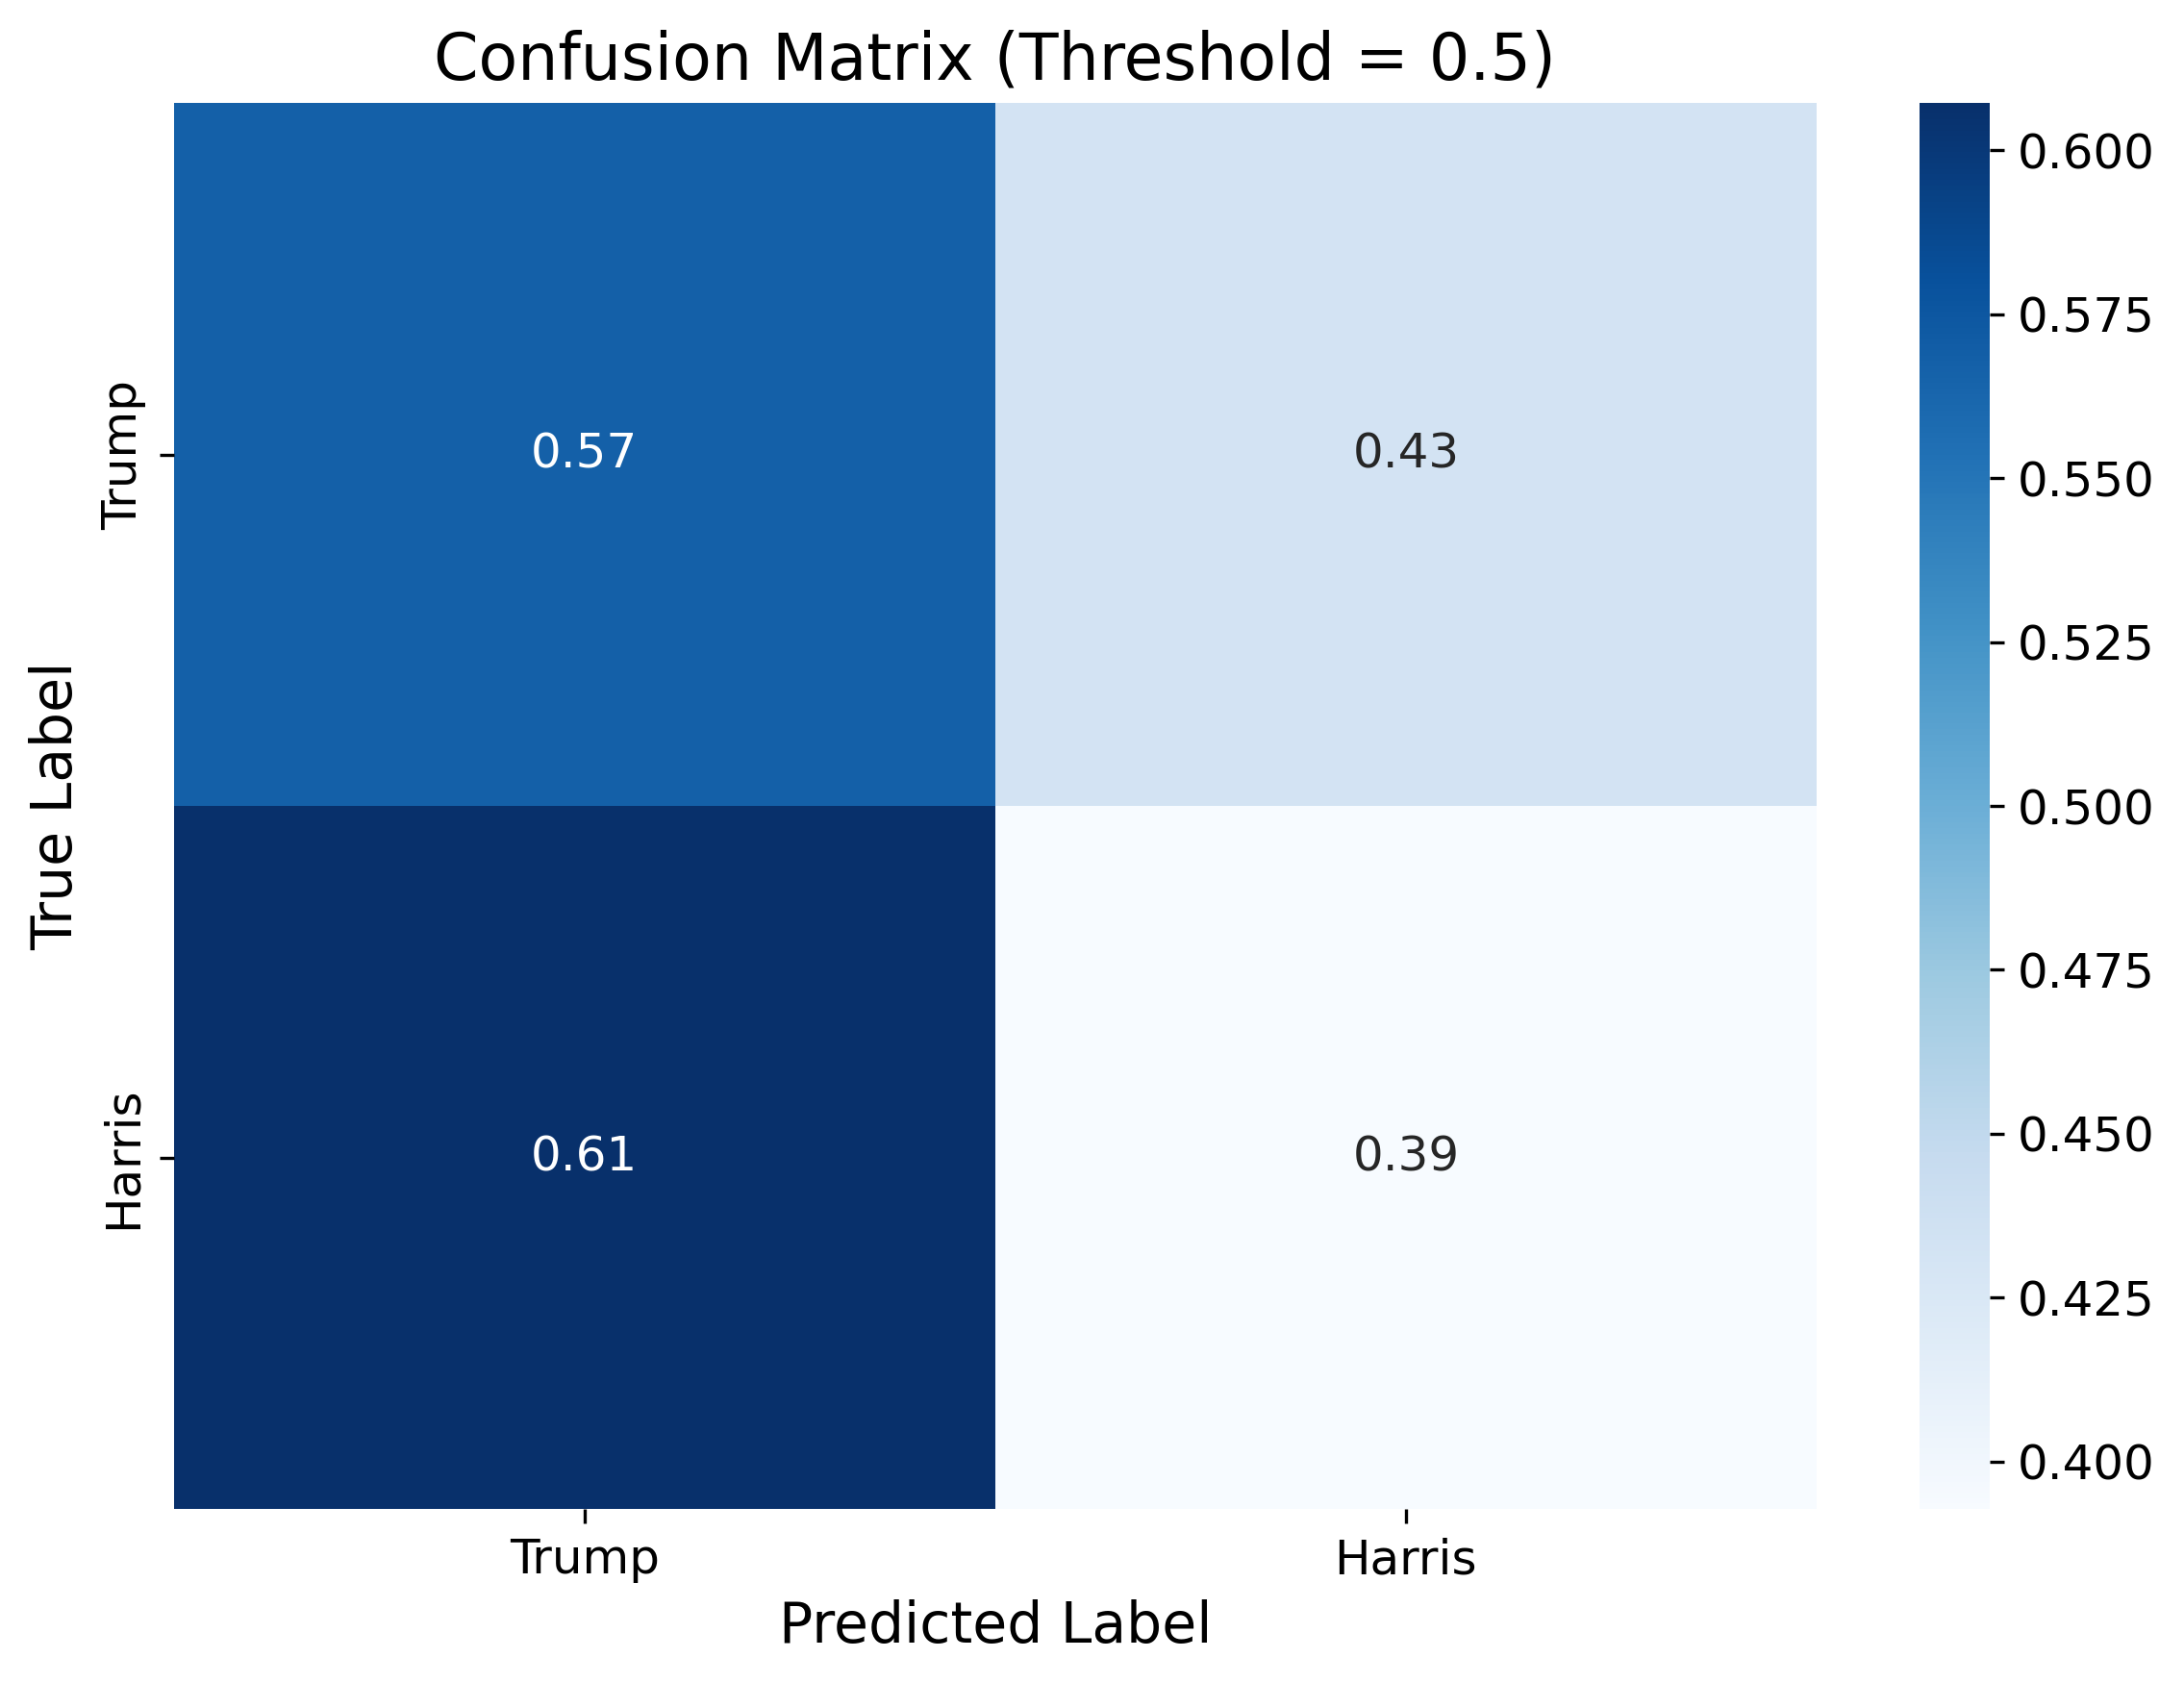 Confusion Matrix (Threshold = 0.5)
True Label
Trump
Harris
0.57
0.43
0.61
0.39
Trump
Harris
Predicted Label
0.600
0.575
0.550
0.525
0.500
0.475
0.450
0.425
0.400